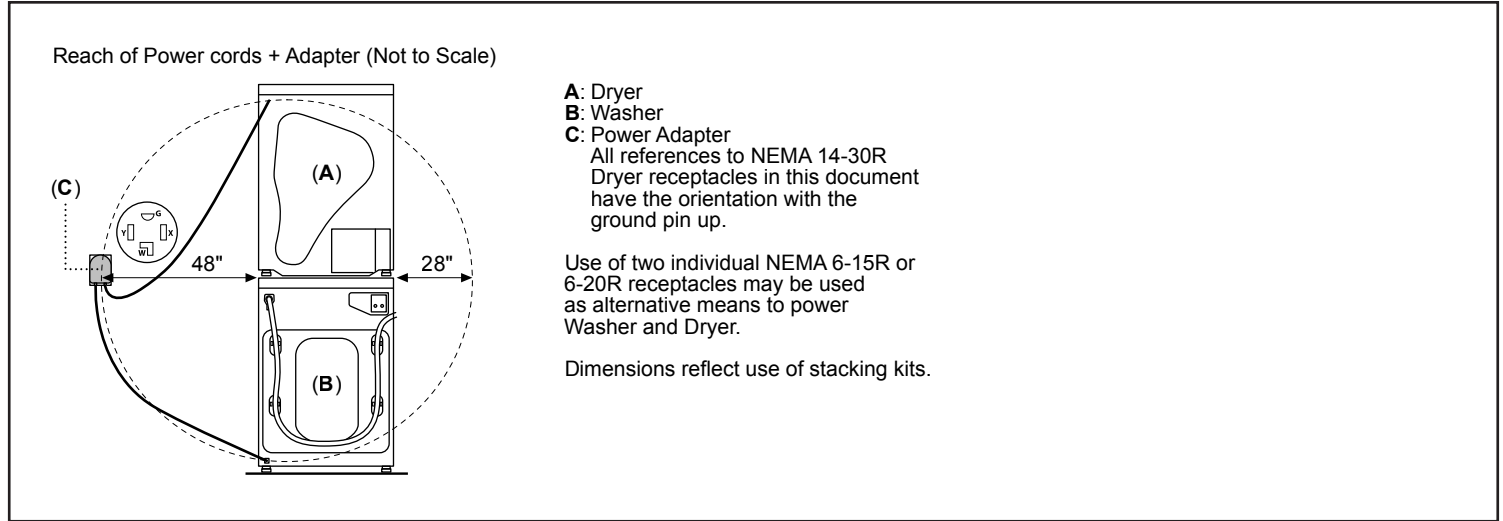 Reach of Power cords + Adapter (Not to Scale)
A: Dryer
B: Washer
C: Power Adapter
All references to NEMA 14-30R
Dryer receptacles in this document
have the orientation with the
ground pin up.
Use of two individual NEMA 6-15R or
6-20R receptacles may be used
as alternative means to power
Washer and Dryer.
Dimensions reflect use of stacking kits.
(A)
(C)
G
Y
X
W
48"
28"
(B)